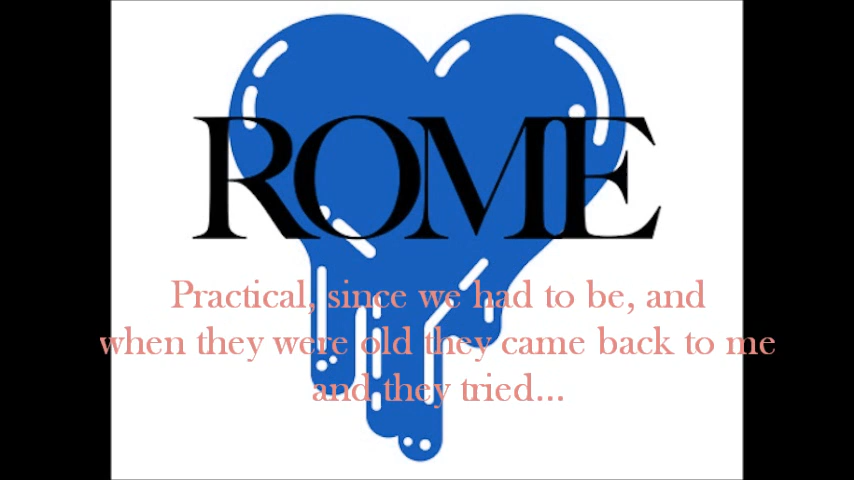 ROME
Practical, since we had to be, and
when they were old they came back to me
and they tried...